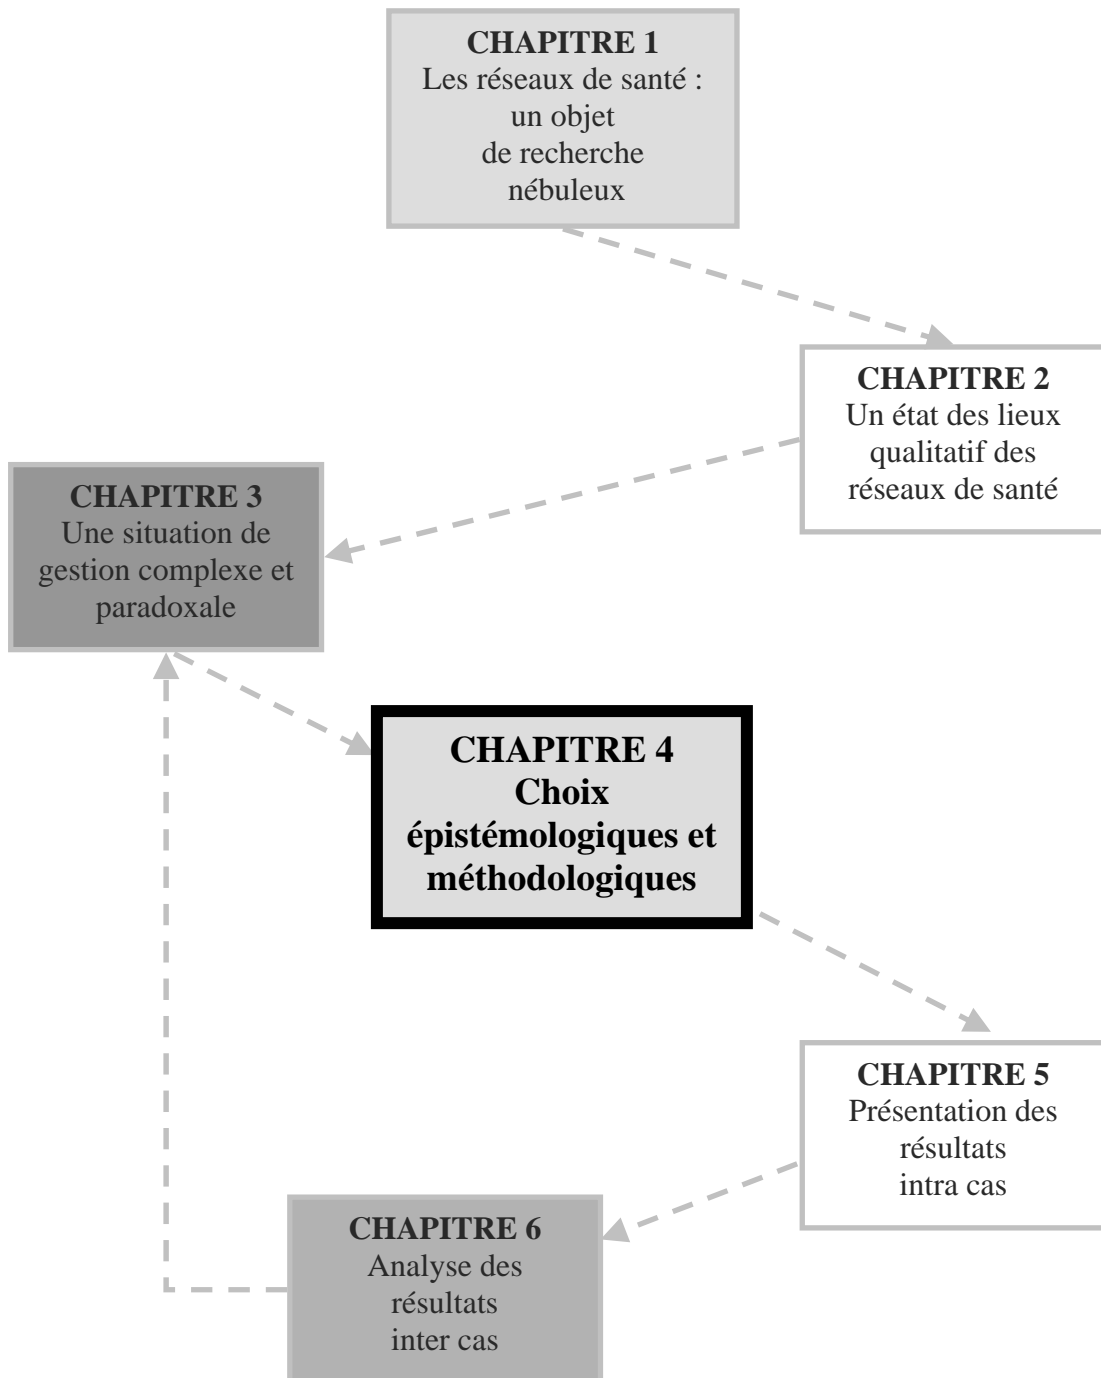 CHAPITRE 1
Les réseaux de santé :
un objet
de recherche
nébuleux
CHAPITRE 2
Un état des lieux
qualitatif des
réseaux de santé
CHAPITRE 3
Une situation de
gestion complexe et
paradoxale
CHAPITRE 4
Choix
épistémologiques et
méthodologiques
CHAPITRE 5
Présentation des
résultats
intra cas
CHAPITRE 6
Analyse des
résultats
inter cas